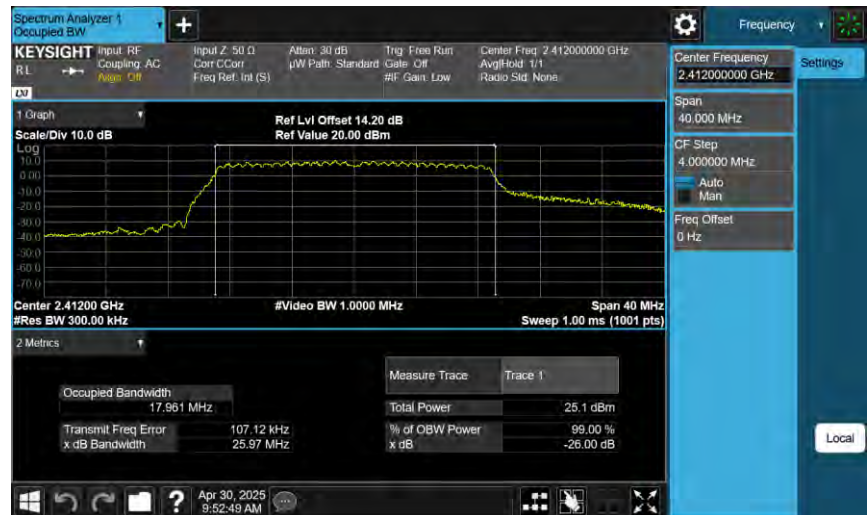 Spectrum Analyzer 1
Occupied BW
+
Frequency
KEYSIGHT
RL
LXI
Input: RF
Coupling: AC
Align: Off
Input Z: 50 Ω
Corr CCorr
Freq Ref: Int (S)
Atten: 30 dB
µW Path: Standard
Trig: Free Run
Gate: Off
#IF Gain: Low
Center Freq: 2.412000000 GHz
Avg|Hold: 1/1
Radio Std: None
Center Frequency
2.412000000 GHz
Settings
Span
40.000 MHz
CF Step
4.000000 MHz
Auto
Man
Freq Offset
0 Hz
Local
1 Graph
Scale/Div 10.0 dB
Ref Lvl Offset 14.20 dB
Ref Value 20.00 dBm
Log
10.0
0.00
-10.0
-20.0
-30.0
-40.0
-50.0
-60.0
-70.0
Center 2.41200 GHz
#Video BW 1.0000 MHz
Span 40 MHz
#Res BW 300.00 kHz
Sweep 1.00 ms (1001 pts)
2 Metrics
Measure Trace Trace 1
Occupied Bandwidth
17.961 MHz
Total Power 25.1 dBm
Transmit Freq Error 107.12 kHz
% of OBW Power 99.00 %
x dB Bandwidth 25.97 MHz
x dB -26.00 dB
?
Apr 30, 2025
9:52:49 AM